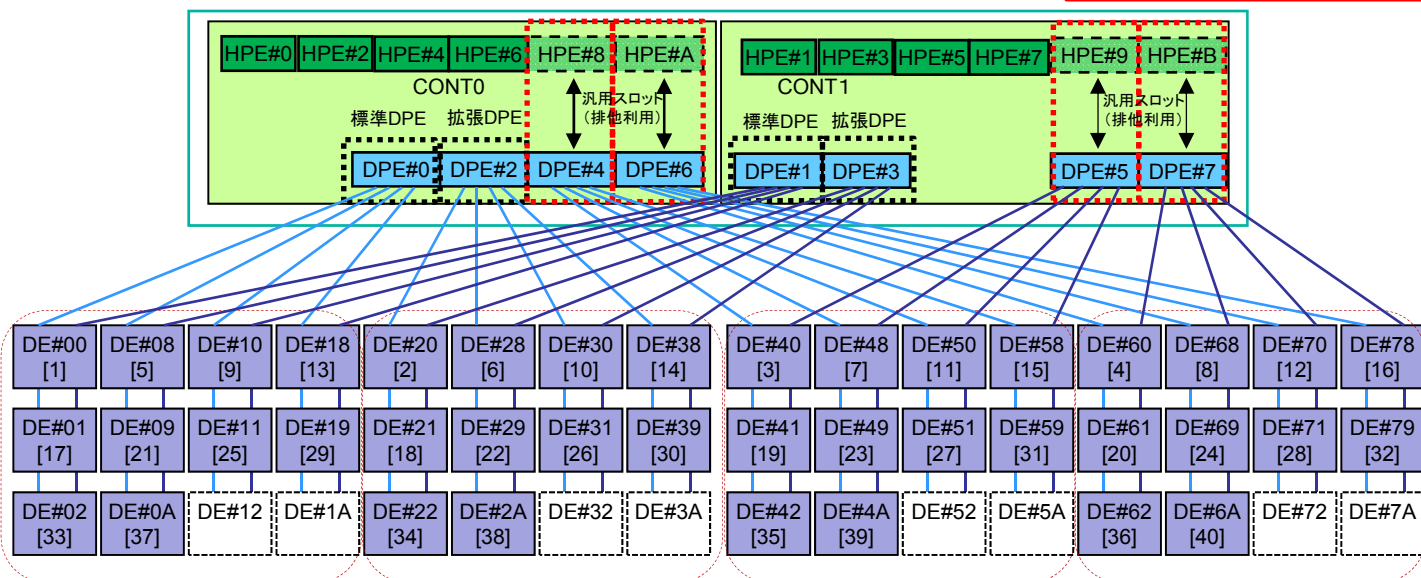 HPE#0 HPE#2 HPE#4 HPE#6 HPE#8 HPE#A
CONT0
汎用スロット
(排他利用)
標準DPE 拡張DPE
DPE#0 DPE#2 DPE#4 DPE#6
HPE#1 HPE#3 HPE#5 HPE#7 HPE#9 HPE#B
CONT1
汎用スロット
(排他利用)
標準DPE 拡張DPE
DPE#1 DPE#3 DPE#5 DPE#7
DE#00 DE#08 DE#10 DE#18 DE#20 DE#28 DE#30 DE#38 DE#40 DE#48 DE#50 DE#58 DE#60 DE#68 DE#70 DE#78
[1] [5] [9] [13] [2] [6] [10] [14] [3] [7] [11] [15] [4] [8] [12] [16]
DE#01 DE#09 DE#11 DE#19 DE#21 DE#29 DE#31 DE#39 DE#41 DE#49 DE#51 DE#59 DE#61 DE#69 DE#71 DE#79
[17] [21] [25] [29] [18] [22] [26] [30] [19] [23] [27] [31] [20] [24] [28] [32]
DE#02 DE#0A DE#12 DE#1A DE#22 DE#2A DE#32 DE#3A DE#42 DE#4A DE#52 DE#5A DE#62 DE#6A DE#72 DE#7A
[33] [37] [34] [38] [35] [39] [36] [40]